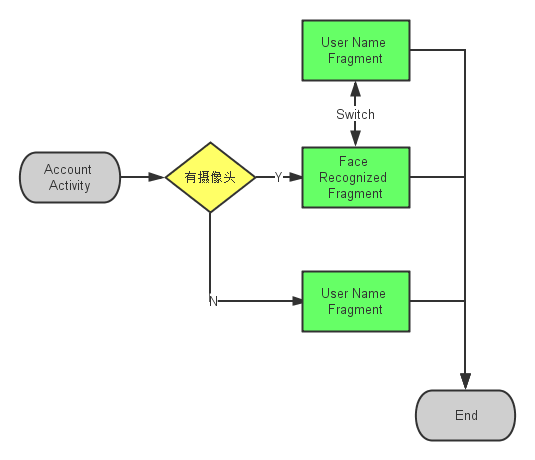 User Name
Fragment
Switch
Account
Activity
有摄像头
Y
Face
Recognized
Fragment
N
User Name
Fragment
End